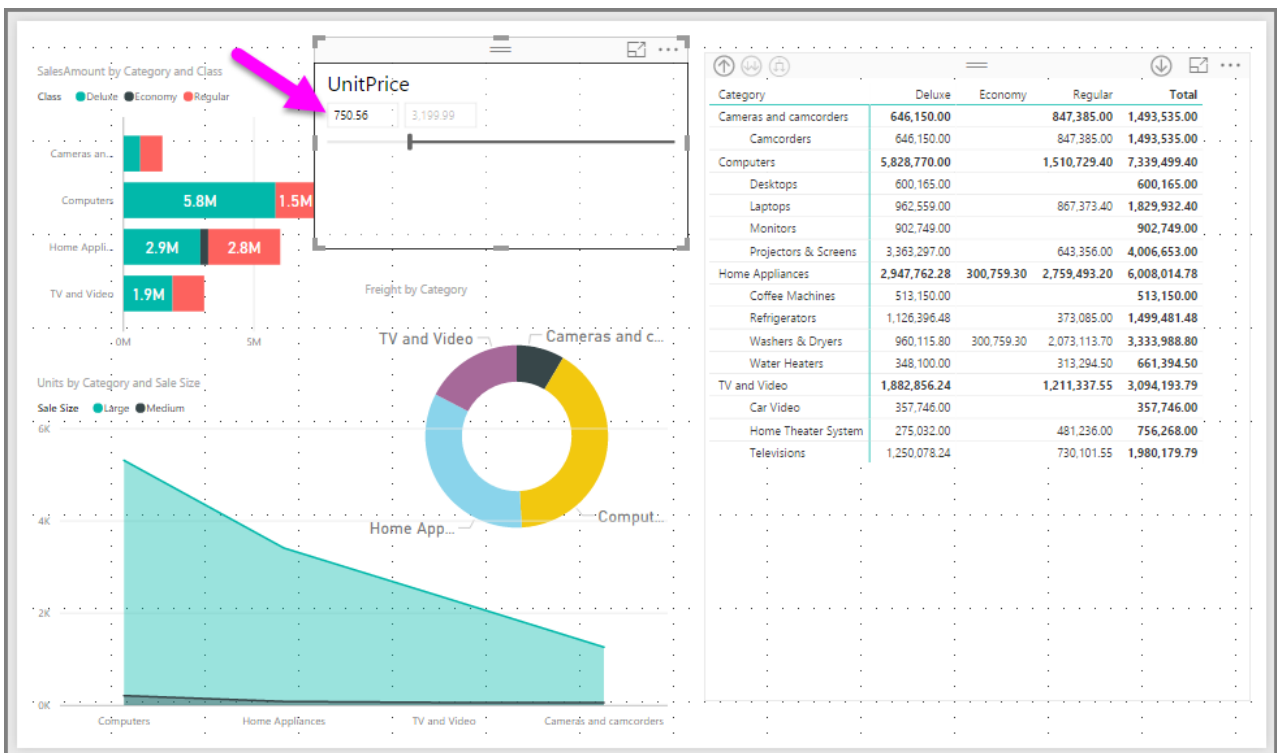 SalesAmount by Category and Class
Class Deluxe Economy Regular
Cameras an...
Computers 5.8M 1.5M
Home Appli... 2.9M 2.8M
TV and Video 1.9M
0M 5M
UnitPrice
750.56 3,199.99
Freight by Category
TV and Video Cameras and c...
Home App... Comput...
Units by Category and Sale Size
Sale Size Large Medium
6K
4K
2K
0K
Computers Home Appliances TV and Video Cameras and camcorders
Category Deluxe Economy Regular Total
Cameras and camcorders 646,150.00 847,385.00 1,493,535.00
Camcorders 646,150.00 847,385.00 1,493,535.00
Computers 5,828,770.00 1,510,729.40 7,339,499.40
Desktops 600,165.00 600,165.00
Laptops 962,559.00 867,373.40 1,829,932.40
Monitors 902,749.00 902,749.00
Projectors & Screens 3,363,297.00 643,356.00 4,006,653.00
Home Appliances 2,947,762.28 300,759.30 2,759,493.20 6,008,014.78
Coffee Machines 513,150.00 513,150.00
Refrigerators 1,126,396.48 373,085.00 1,499,481.48
Washers & Dryers 960,115.80 300,759.30 2,073,113.70 3,333,988.80
Water Heaters 348,100.00 313,294.50 661,394.50
TV and Video 1,882,856.24 1,211,337.55 3,094,193.79
Car Video 357,746.00 357,746.00
Home Theater System 275,032.00 481,236.00 756,268.00
Televisions 1,250,078.24 730,101.55 1,980,179.79